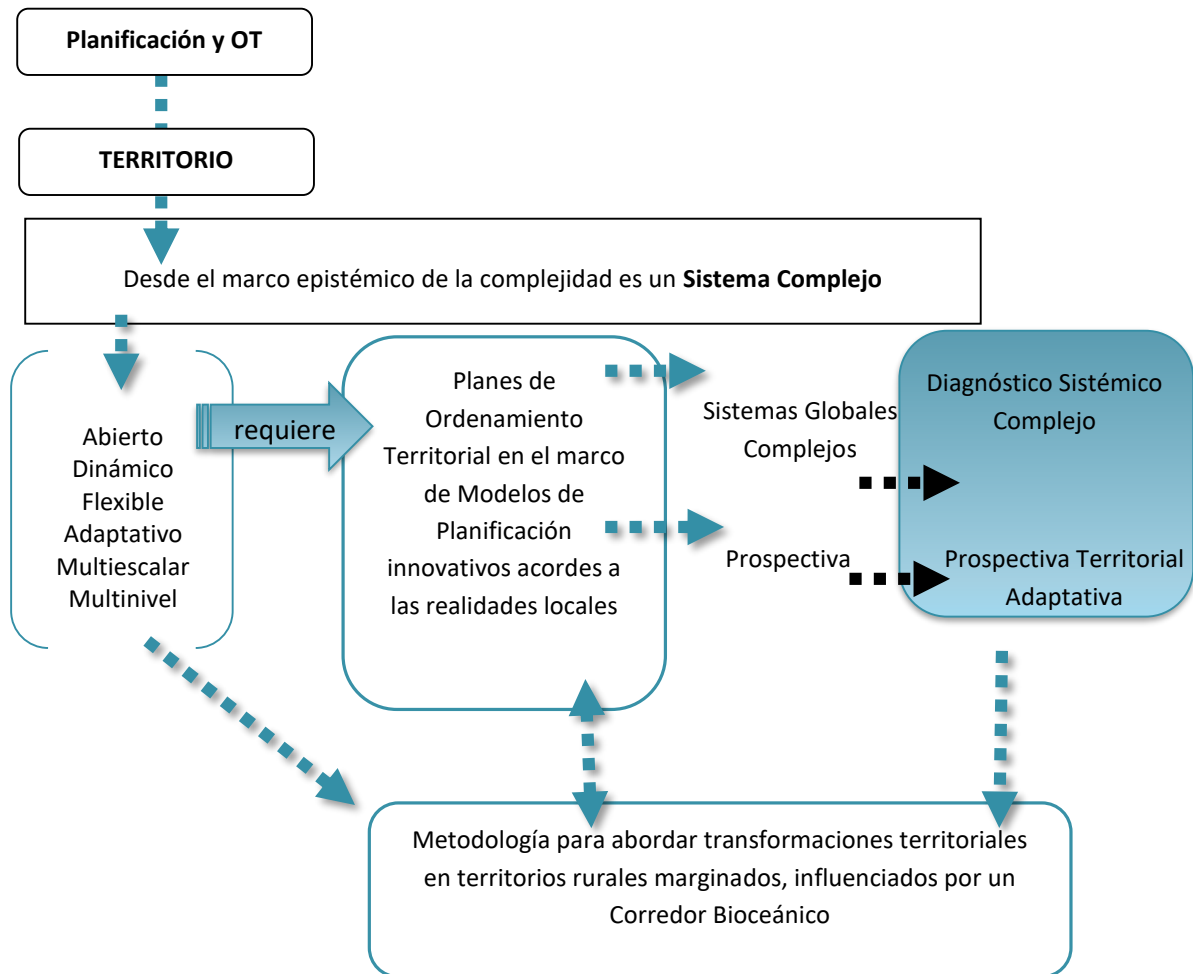 Planificación y OT
TERRITORIO
Desde el marco epistémico de la complejidad es un Sistema Complejo
Abierto
Dinámico
Flexible
Adaptativo
Multiescalar
Multinivel
requiere
Planes de
Ordenamiento
Territorial en el marco
de Modelos de
Planificación
innovativos acordes a
las realidades locales
Sistemas Globales
Complejos
Prospectiva
Diagnóstico Sistémico
Complejo
Prospectiva Territorial
Adaptativa
Metodología para abordar transformaciones territoriales
en territorios rurales marginados, influenciados por un
Corredor Bioceánico